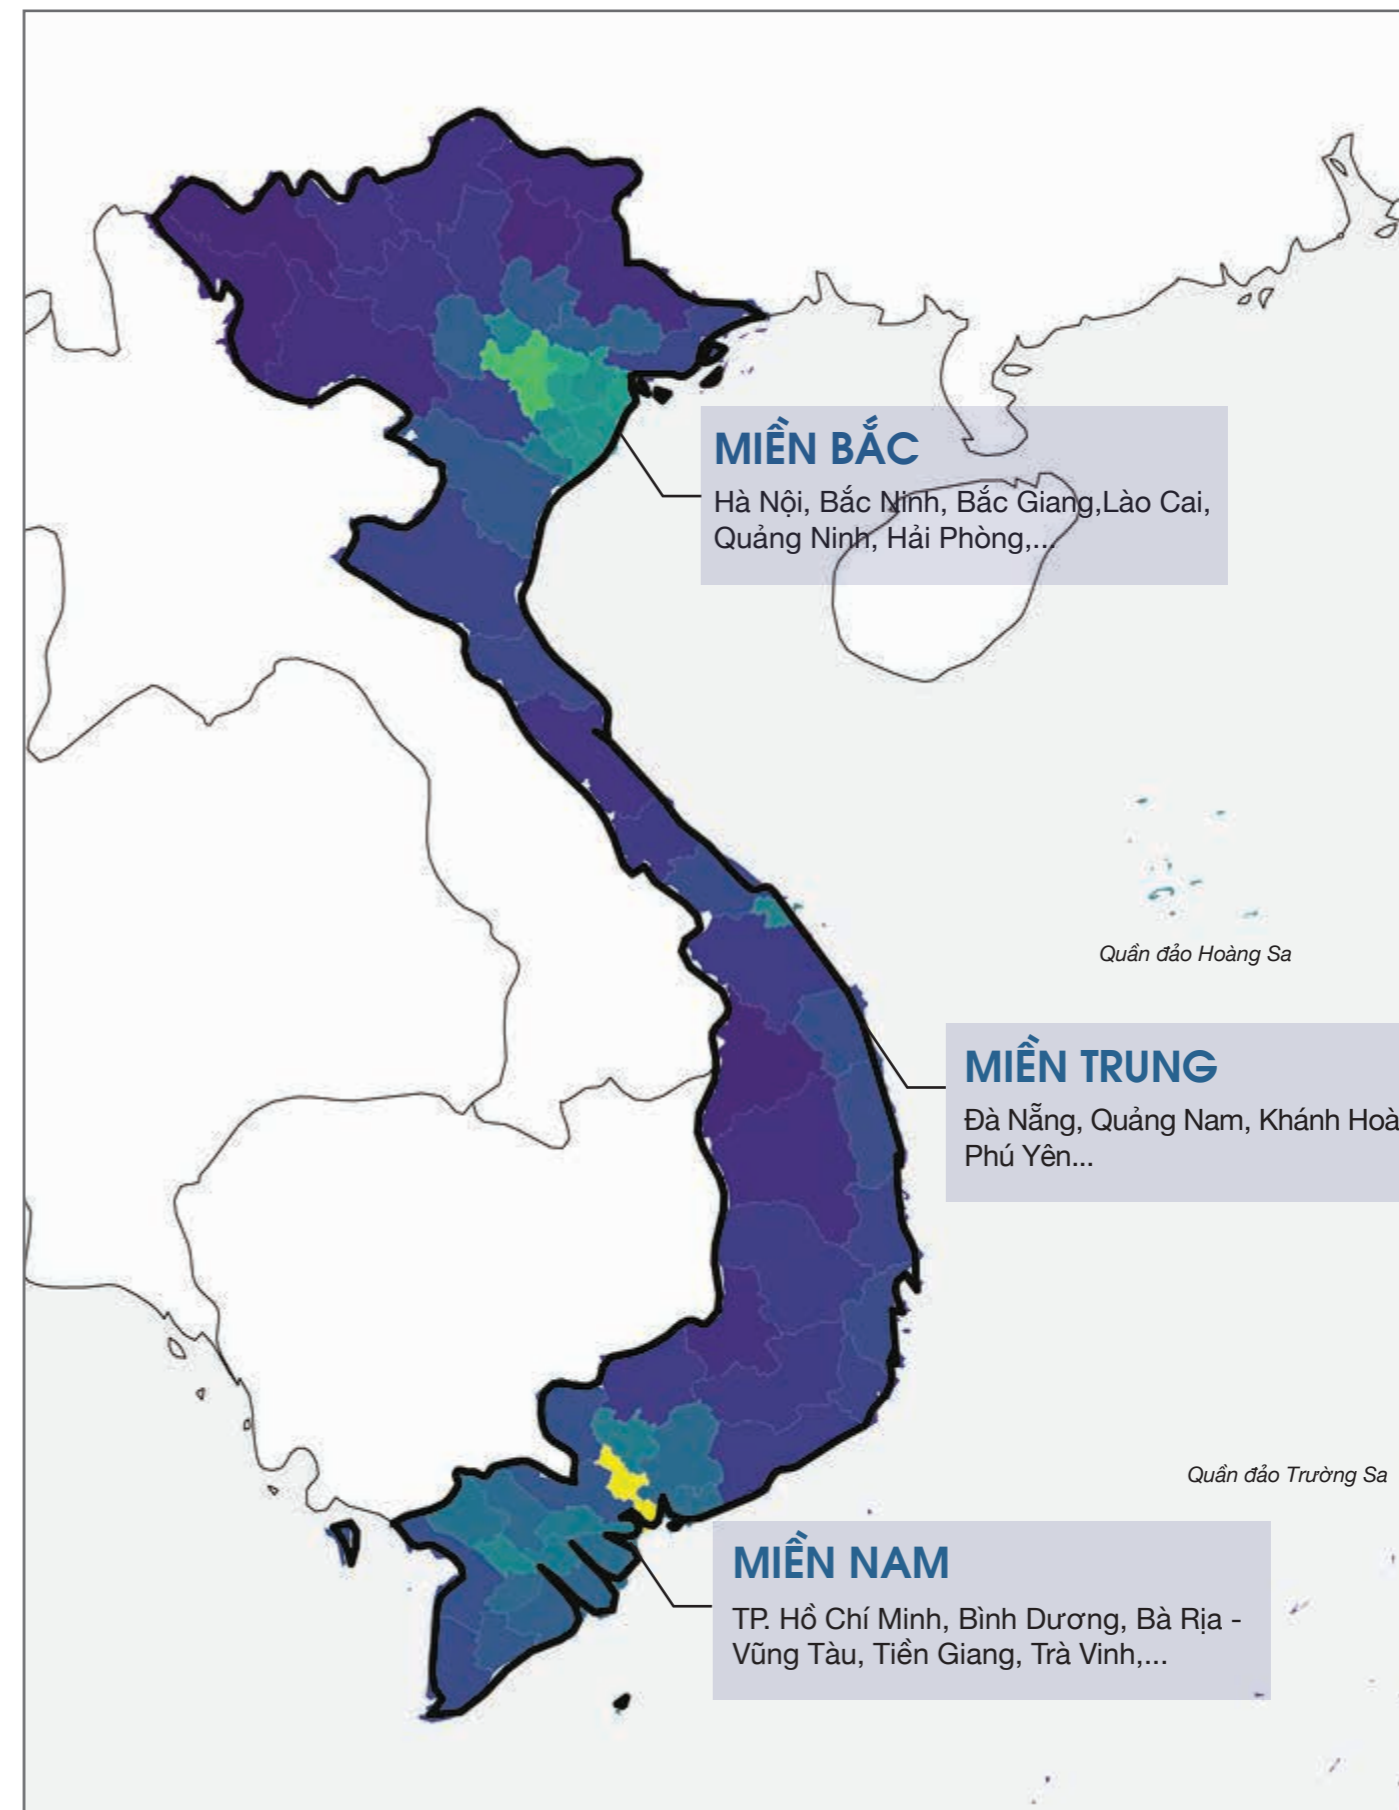 MIỀN BẮC
Hà Nội, Bắc Ninh, Bắc Giang,Lào Cai,
Quảng Ninh, Hải Phòng,...
Quần đảo Hoàng Sa
MIỀN TRUNG
Đà Nẵng, Quảng Nam, Khánh Hoà
Phú Yên...
Quần đảo Trường Sa
MIỀN NAM
TP. Hồ Chí Minh, Bình Dương, Bà Rịa -
Vũng Tàu, Tiền Giang, Trà Vinh,...